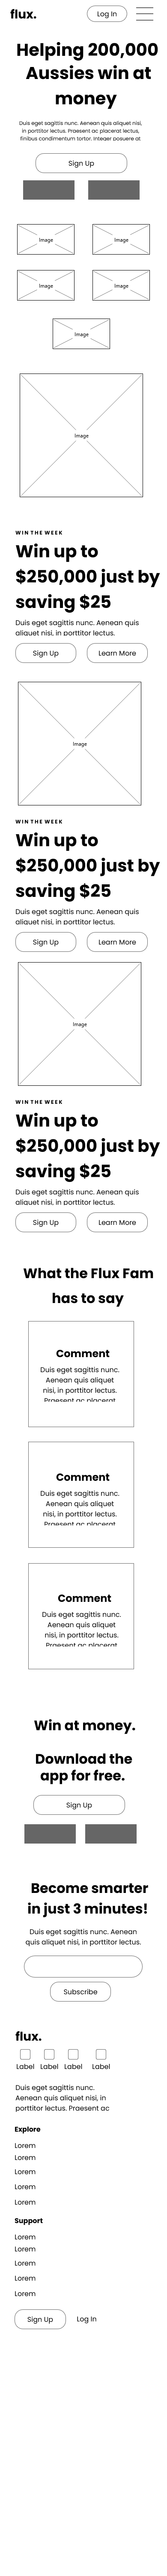 flux.
Log In
Helping 200,000
Aussies win at
money
Duis eget sagittis nunc. Aenean quis aliquet nisi,
in porttitor lectus. Praesent ac placerat lectus,
finibus condimentum tortor. Inteaer posuere at
Sign Up
Image
Image
Image
Image
Image
Image
WIN THE WEEK
Win up to
$250,000 just by
saving $25
Duis eget sagittis nunc. Aenean quis
aliquet nisi, in porttitor lectus.
Sign Up
Learn More
Image
WIN THE WEEK
Win up to
$250,000 just by
saving $25
Duis eget sagittis nunc. Aenean quis
aliquet nisi, in porttitor lectus.
Sign Up
Learn More
Image
WIN THE WEEK
Win up to
$250,000 just by
saving $25
Duis eget sagittis nunc. Aenean quis
aliquet nisi, in porttitor lectus.
Sign Up
Learn More
What the Flux Fam
has to say
Comment
Duis eget sagittis nunc.
Aenean quis aliquet
nisi, in porttitor lectus.
Praesent ac placerat
Comment
Duis eget sagittis nunc.
Aenean quis aliquet
nisi, in porttitor lectus.
Praesent ac placerat
Comment
Duis eget sagittis nunc.
Aenean quis aliquet
nisi, in porttitor lectus.
Praesent ac placerat
Win at money.
Download the
app for free.
Sign Up
Become smarter
in just 3 minutes!
Duis eget sagittis nunc. Aenean
quis aliquet nisi, in porttitor lectus.
Subscribe
flux.
Label Label Label Label
Duis eget sagittis nunc.
Aenean quis aliquet nisi, in
porttitor lectus. Praesent ac
Explore
Lorem
Lorem
Lorem
Lorem
Lorem
Support
Lorem
Lorem
Lorem
Lorem
Lorem
Sign Up
Log In